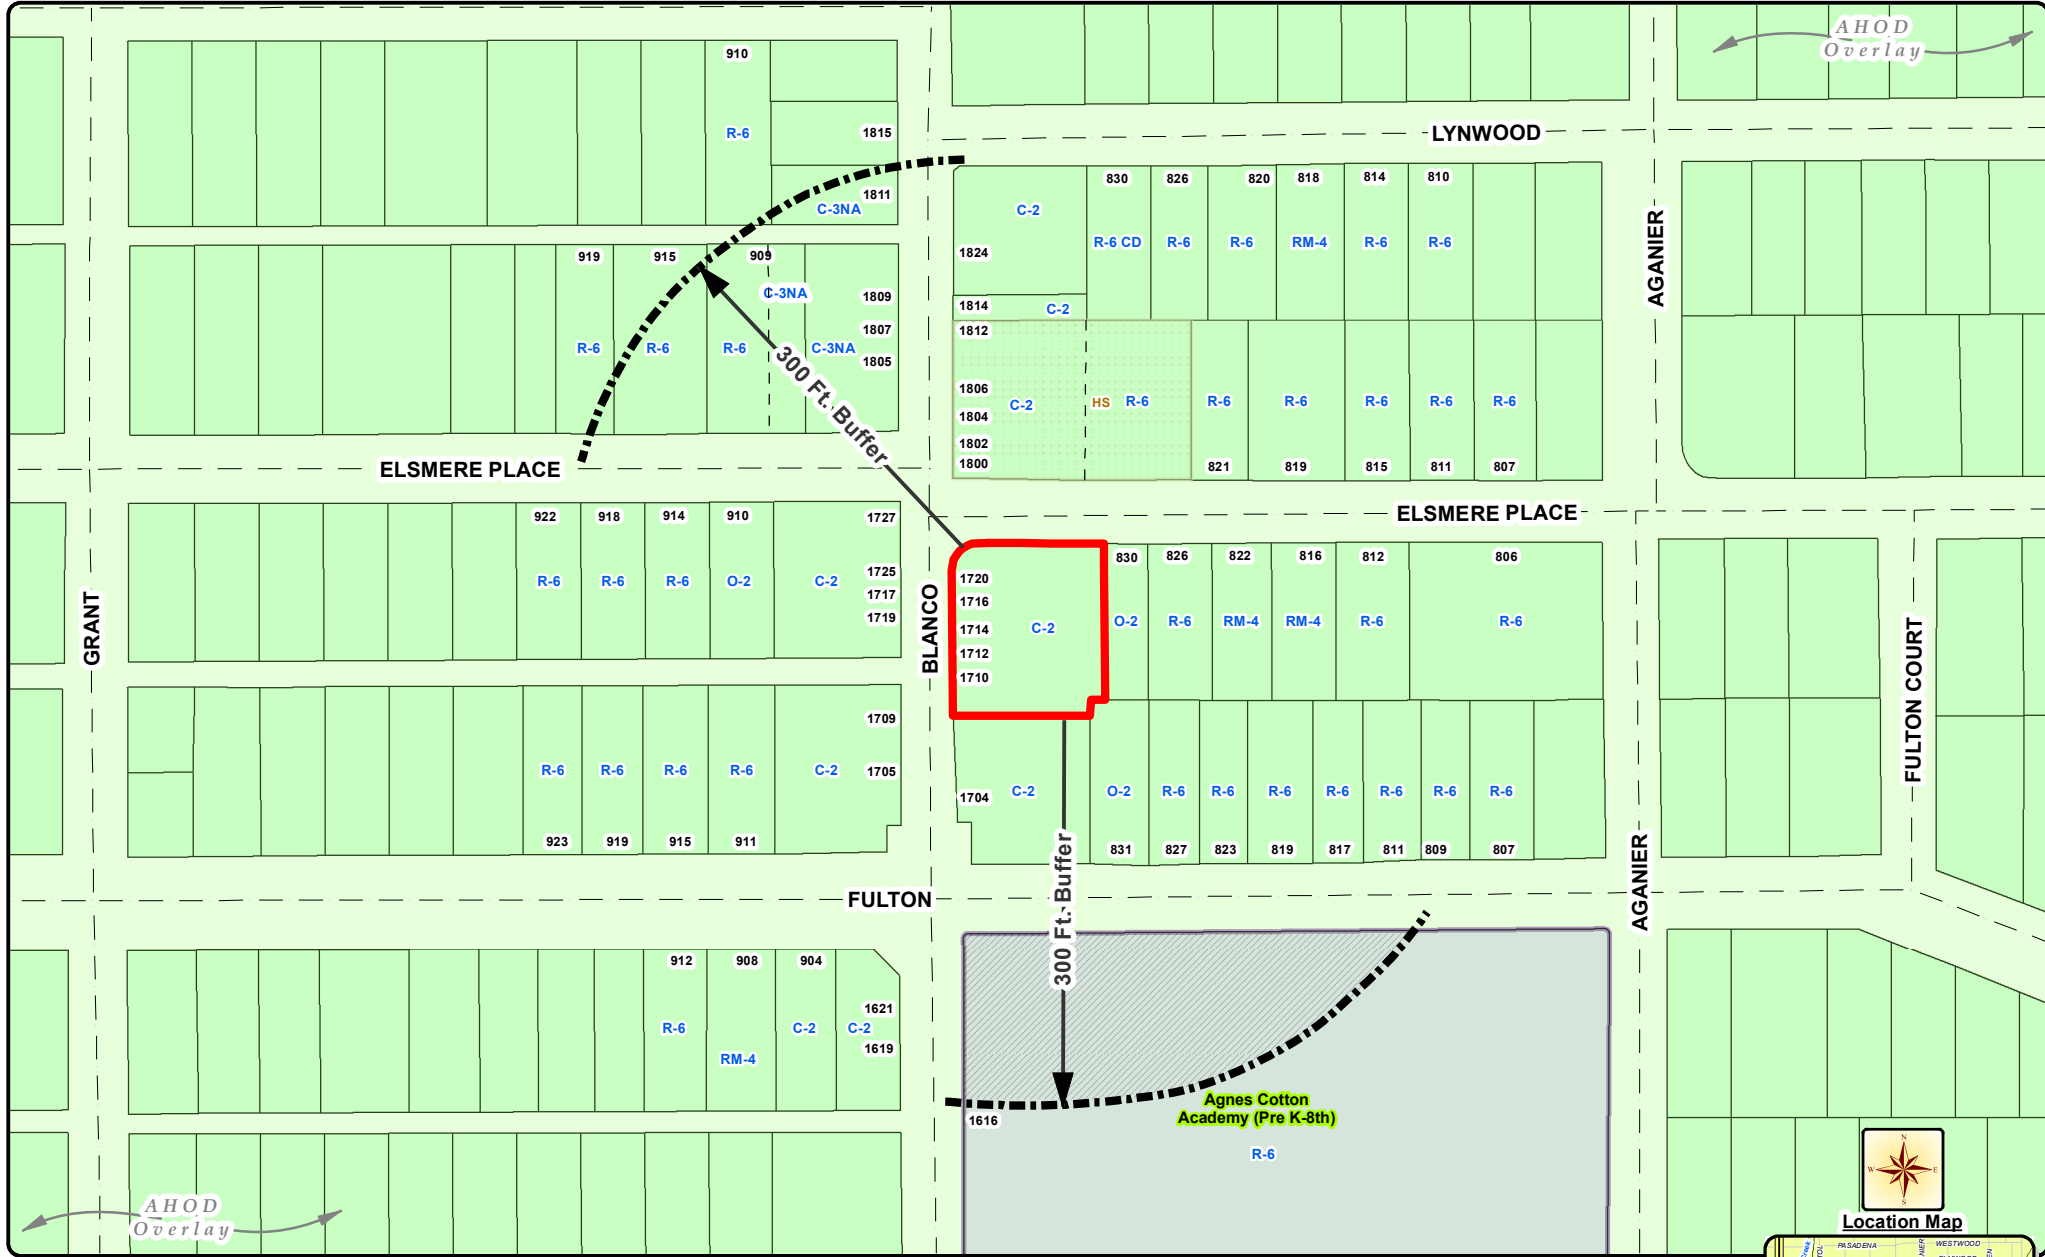 AHOD
Overlay
910
R-6
1815
LYNWOOD
1811
C-3NA
830
826
820
818
814
810
C-2
R-6 CD
R-6
R-6
RM-4
R-6
R-6
1824
1814
C-2
AGANIER
919
915
909
C-3NA
1809
1807
R-6
R-6
R-6
C-3NA
1805
300 Ft. Buffer
1812
1806
1804
1802
1800
C-2
HS
R-6
R-6
R-6
R-6
R-6
R-6
821
819
815
811
807
ELSMERE PLACE
ELSMERE PLACE
922
918
914
910
1727
R-6
R-6
R-6
O-2
C-2
1725
1717
1719
GRANT
BLANCO
1720
1716
1714
1712
1710
C-2
830
826
822
816
812
806
O-2
R-6
RM-4
RM-4
R-6
R-6
FULTON COURT
1709
R-6
R-6
R-6
R-6
C-2
1705
923
919
915
911
1704
C-2
O-2
R-6
R-6
R-6
R-6
R-6
R-6
R-6
831
827
823
819
817
811
809
807
300 Ft. Buffer
AGANIER
FULTON
912
908
904
1621
R-6
RM-4
C-2
C-2
1619
1616
Agnes Cotton
Academy (Pre K-8th)
R-6
AHOD
Overlay
N
W
E
S
Location Map
PASADENA
WESTWOOD